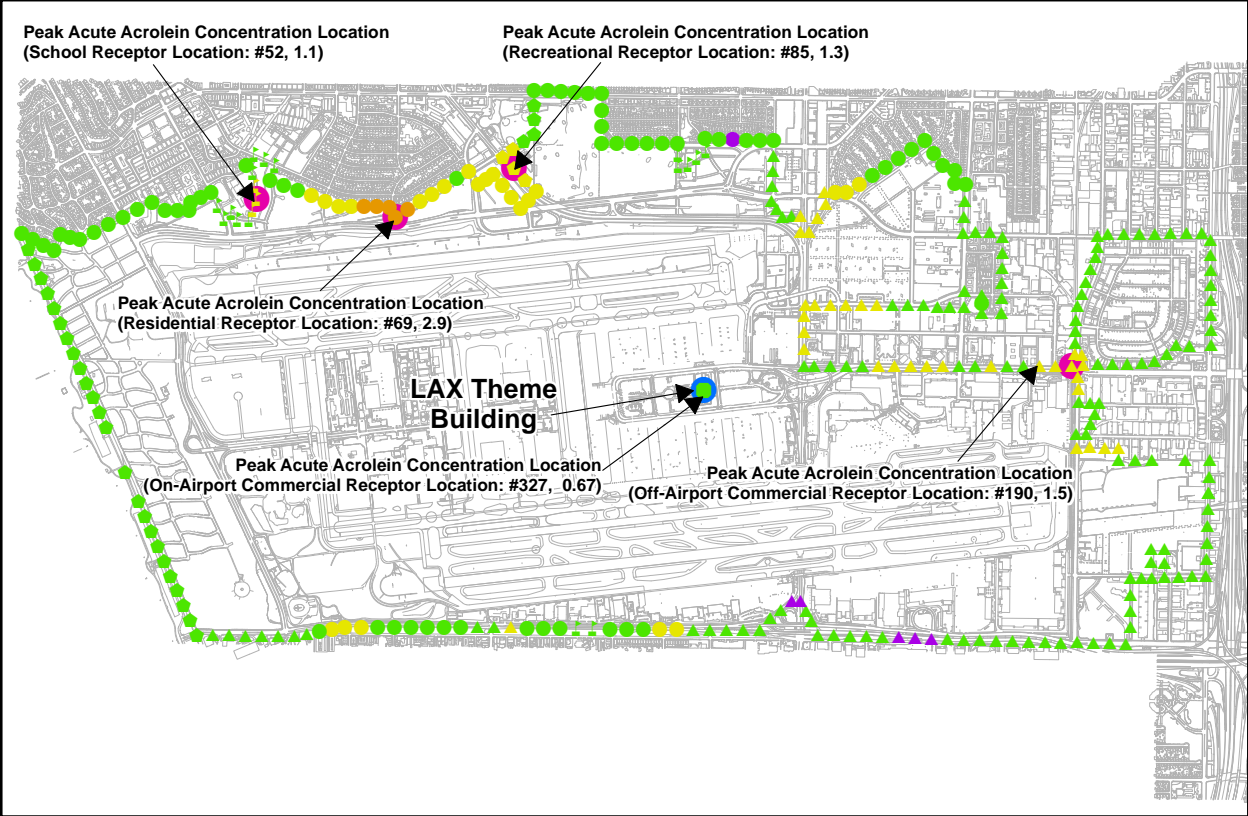 Peak Acute Acrolein Concentration Location
(School Receptor Location: #52, 1.1)
Peak Acute Acrolein Concentration Location
(Recreational Receptor Location: #85, 1.3)
Peak Acute Acrolein Concentration Location
(Residential Receptor Location: #69, 2.9)
LAX Theme
Building
Peak Acute Acrolein Concentration Location
(On-Airport Commercial Receptor Location: #327, 0.67)
Peak Acute Acrolein Concentration Location
(Off-Airport Commercial Receptor Location: #190, 1.5)